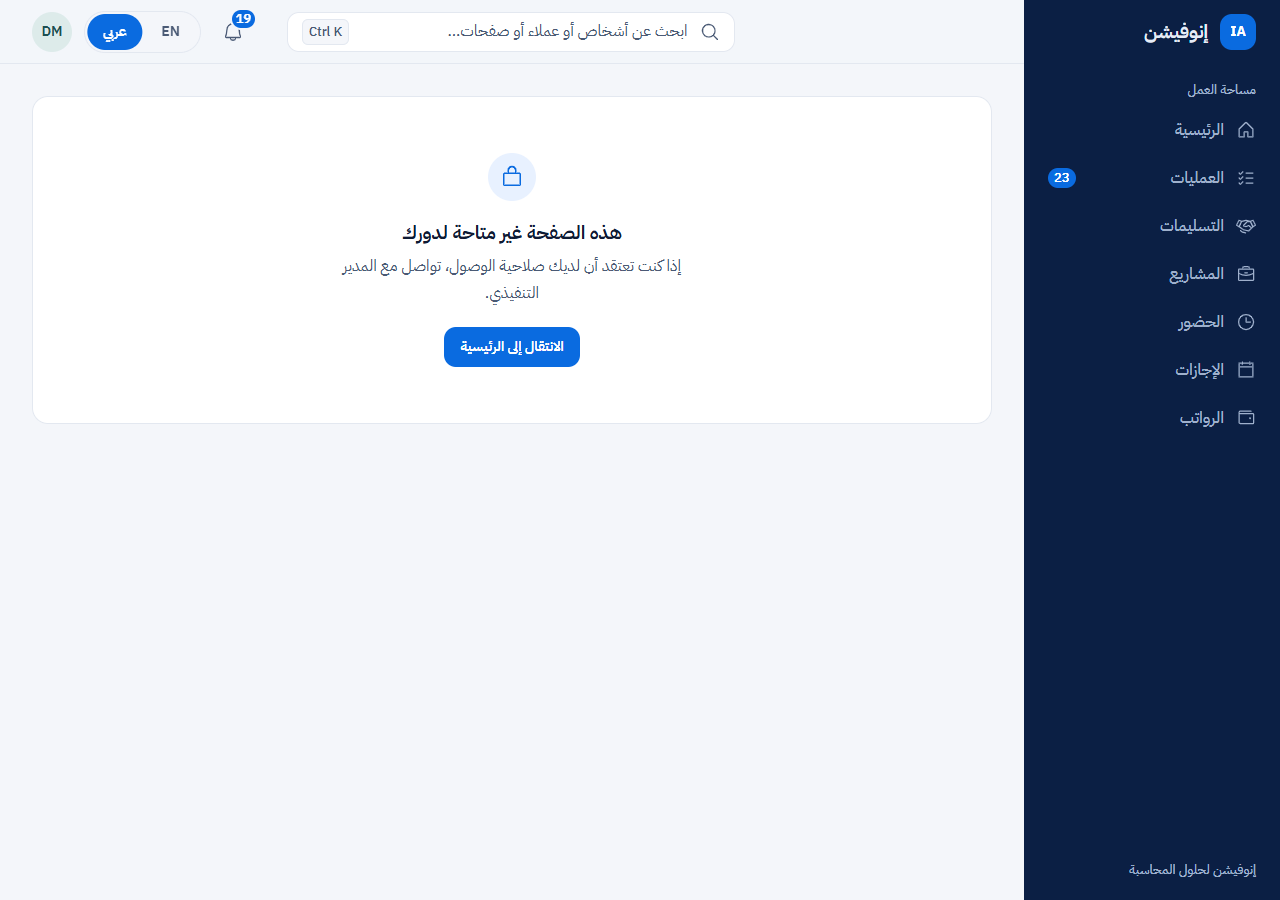 IA
إنوفيشن
مساحة العمل
الرئيسية
العمليات
23
التسليمات
المشاريع
الحضور
الإجازات
الرواتب
إنوفيشن لحلول المحاسبة
ابحث عن أشخاص أو عملاء أو صفحات...
Ctrl K
19
EN
عربي
DM
هذه الصفحة غير متاحة لدورك
إذا كنت تعتقد أن لديك صلاحية الوصول، تواصل مع المدير
التنفيذي.
الانتقال إلى الرئيسية